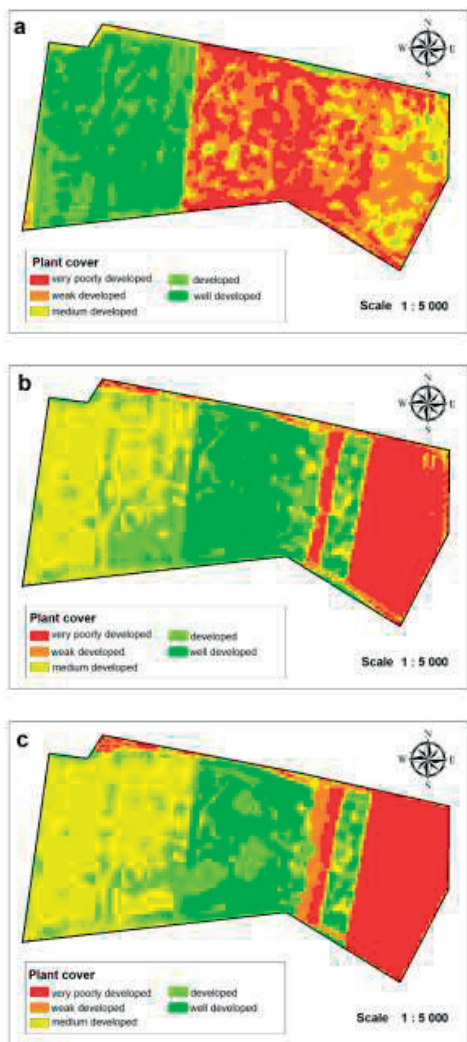 a
N
W E
S
Plant cover
very poorly developed developed
weak developed well developed
medium developed
Scale 1 : 5 000
b
N
W E
S
Plant cover
very poorly developed developed
weak developed well developed
medium developed
Scale 1 : 5 000
c
N
W E
S
Plant cover
very poorly developed developed
weak developed well developed
medium developed
Scale 1 : 5 000